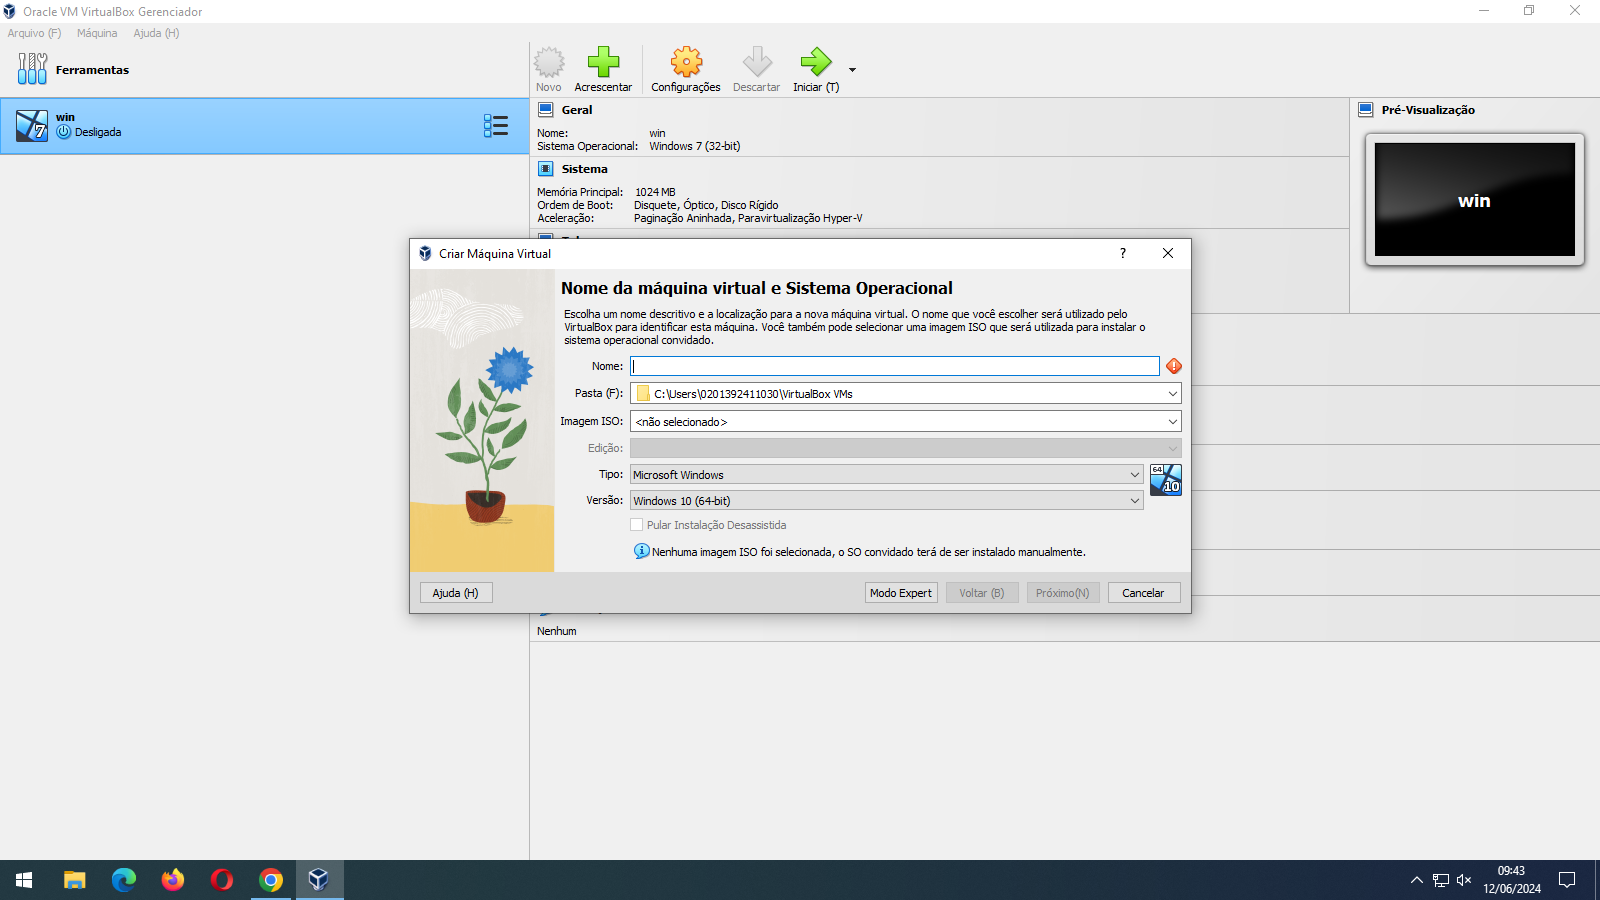 Oracle VM VirtualBox Gerenciador
Arquivo (F) Máquina Ajuda (H)
Ferramentas
Novo Acrescentar Configurações Descartar Iniciar (T)
win
Desligada
Geral
Nome: win
Sistema Operacional: Windows 7 (32-bit)
Sistema
Memória Principal: 1024 MB
Ordem de Boot: Disquete, Óptico, Disco Rígido
Aceleração: Paginação Aninhada, Paravirtualização Hyper-V
Pré-Visualização
win
Criar Máquina Virtual
Nome da máquina virtual e Sistema Operacional
Escolha um nome descritivo e a localização para a nova máquina virtual. O nome que você escolher será utilizado pelo
VirtualBox para identificar esta máquina. Você também pode selecionar uma imagem ISO que será utilizada para instalar o
sistema operacional convidado.
Nome:
Pasta (F): C:\Users\0201392411030\VirtualBox VMs
Imagem ISO: <não selecionado>
Edição:
Tipo: Microsoft Windows
64
10
Versão: Windows 10 (64-bit)
Pular Instalação Desassistida
Nenhuma imagem ISO foi selecionada, o SO convidado terá de ser instalado manualmente.
Ajuda (H) Modo Expert Voltar (B) Próximo(N) Cancelar
Nenhum
09:43
12/06/2024